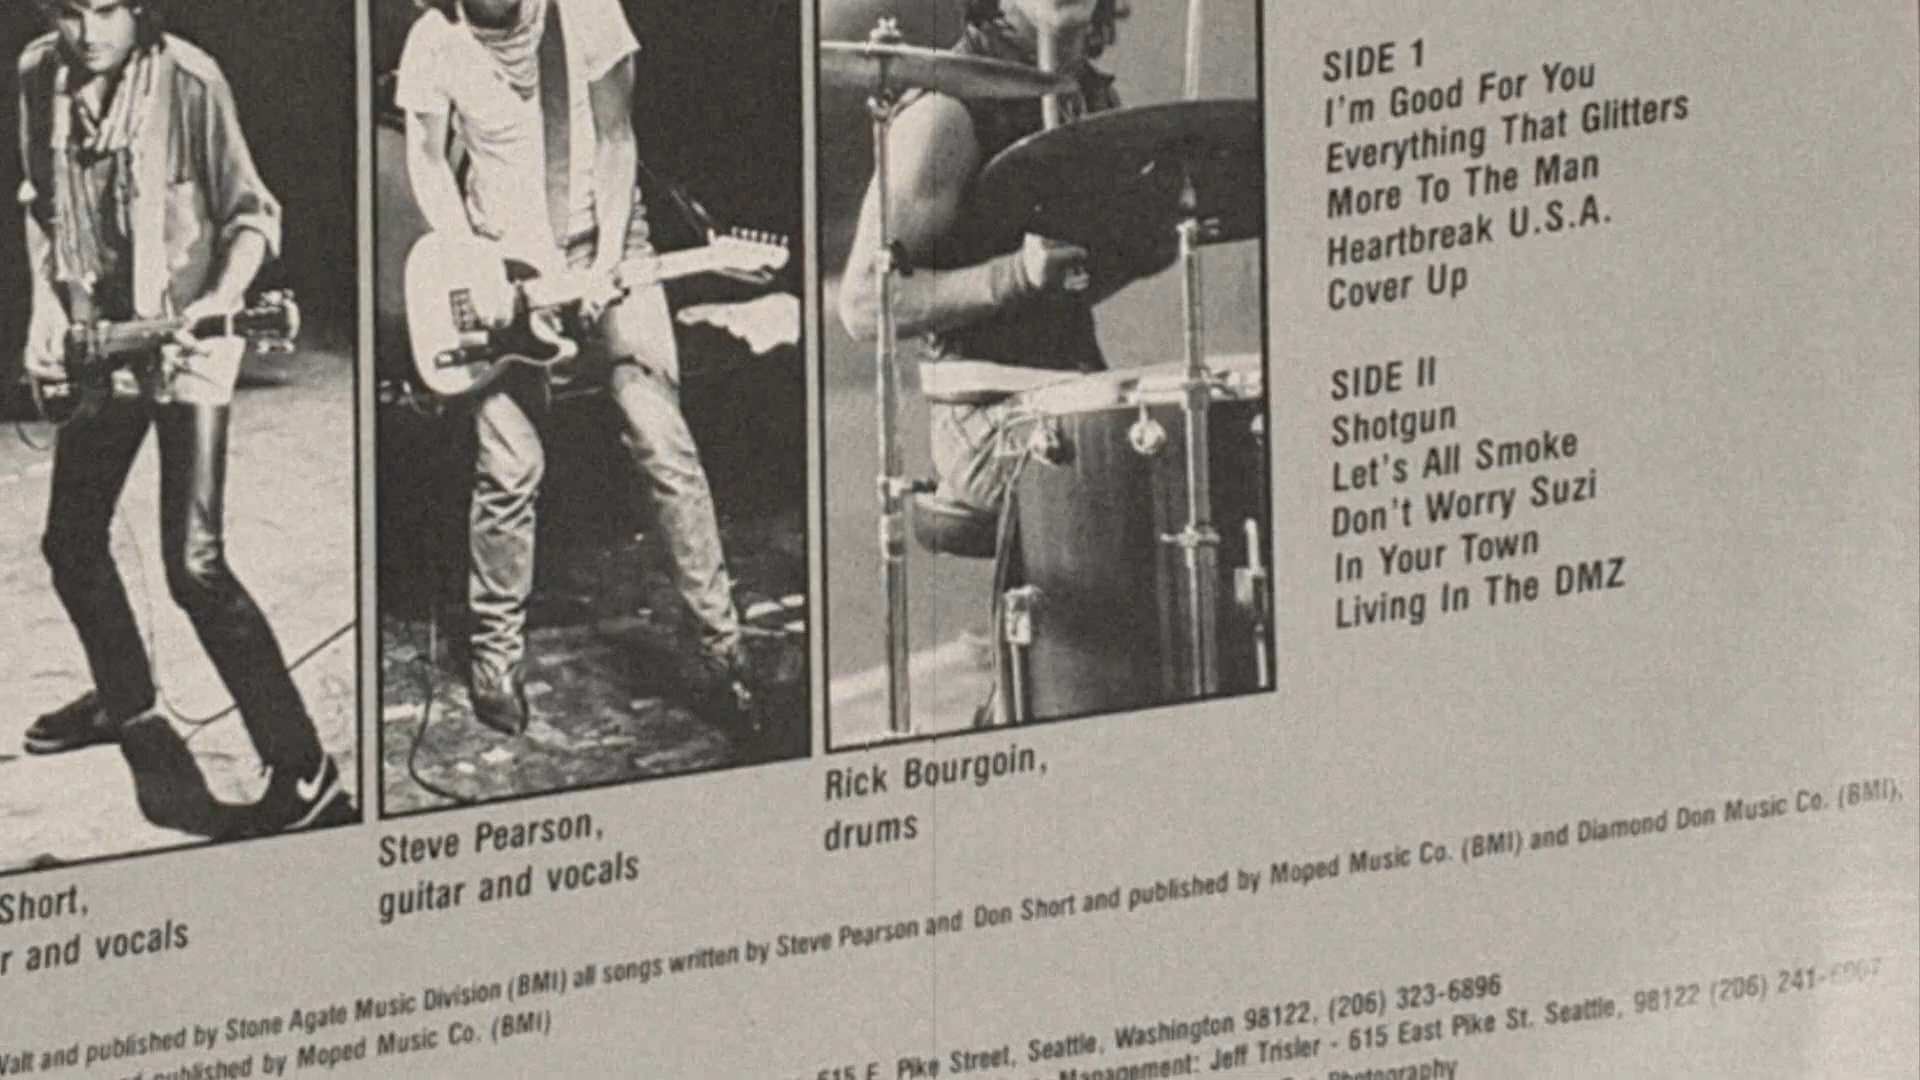 SIDE 1
I'm Good For You
Everything That Glitters
More To The Man
Heartbreak U.S.A.
Cover Up
SIDE II
Shotgun
Let's All Smoke
Don't Worry Suzi
In Your Town
Living In The DMZ
Short,
r and vocals
Steve Pearson,
guitar and vocals
Rick Bourgoin,
drums
Valt and published by Stone Agate Music Division (BMI) all songs written by Steve Pearson and Don Short and published by Moped Music Co. (BMI) and Diamond Don Music Co. (BMI),
published by Moped Music Co. (BMI)
615 E. Pike Street, Seattle, Washington 98122, (206) 323-6896
Management: Jeff Trisler - 615 East Pike St. Seattle, 98122 (206) 241-
Photography